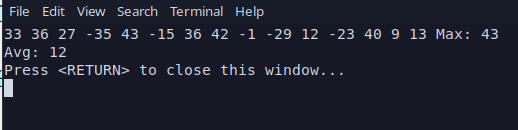 File Edit View Search Terminal Help
33 36 27 -35 43 -15 36 42 -1 -29 12 -23 40 9 13 Max: 43
Avg: 12
Press <RETURN> to close this window...